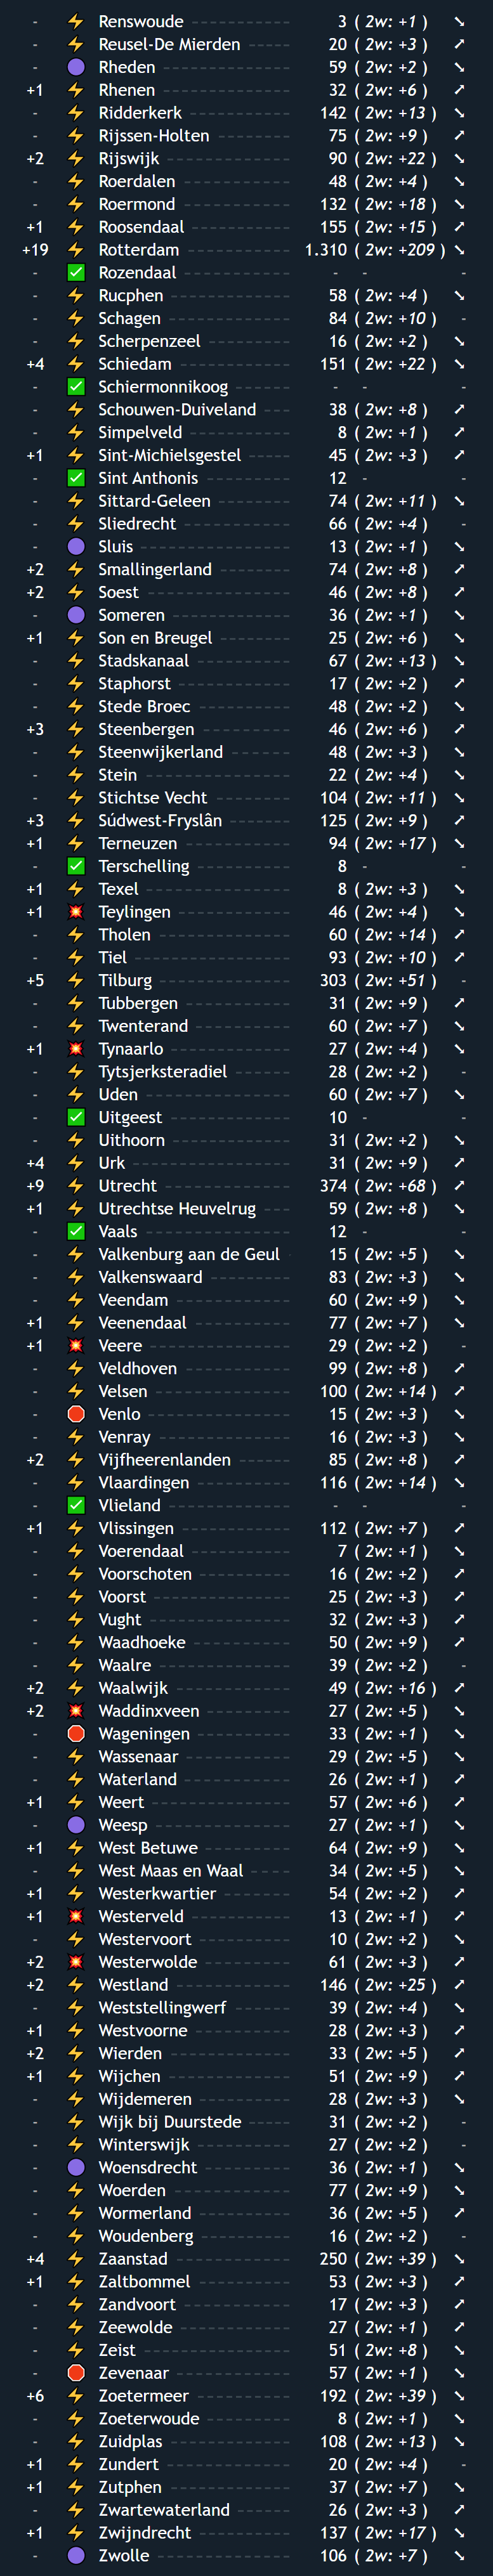 - ⚡ Renswoude 3 ( 2w: +1 ) ↘
- ⚡ Reusel-De Mierden 20 ( 2w: +3 ) ↗
- 🟣 Rheden 59 ( 2w: +2 ) ↘
+1 ⚡ Rhenen 32 ( 2w: +6 ) ↗
- ⚡ Ridderkerk 142 ( 2w: +13 ) ↘
- ⚡ Rijssen-Holten 75 ( 2w: +9 ) ↗
+2 ⚡ Rijswijk 90 ( 2w: +22 ) ↘
- ⚡ Roerdalen 48 ( 2w: +4 ) ↘
- ⚡ Roermond 132 ( 2w: +18 ) ↘
+1 ⚡ Roosendaal 155 ( 2w: +15 ) ↗
+19 ⚡ Rotterdam 1.310 ( 2w: +209 ) ↘
- ✅ Rozendaal - - -
- ⚡ Rucphen 58 ( 2w: +4 ) ↘
- ⚡ Schagen 84 ( 2w: +10 ) -
- ⚡ Scherpenzeel 16 ( 2w: +2 ) ↘
+4 ⚡ Schiedam 151 ( 2w: +22 ) ↘
- ✅ Schiermonnikoog - - -
- ⚡ Schouwen-Duiveland 38 ( 2w: +8 ) ↗
- ⚡ Simpelveld 8 ( 2w: +1 ) ↗
+1 ⚡ Sint-Michielsgestel 45 ( 2w: +3 ) ↗
- ✅ Sint Anthonis 12 - -
- ⚡ Sittard-Geleen 74 ( 2w: +11 ) ↘
- ⚡ Sliedrecht 66 ( 2w: +4 ) -
- 🟣 Sluis 13 ( 2w: +1 ) ↘
+2 ⚡ Smallingerland 74 ( 2w: +8 ) ↗
+2 ⚡ Soest 46 ( 2w: +8 ) ↗
- 🟣 Someren 36 ( 2w: +1 ) ↘
+1 ⚡ Son en Breugel 25 ( 2w: +6 ) ↘
- ⚡ Stadskanaal 67 ( 2w: +13 ) ↘
- ⚡ Staphorst 17 ( 2w: +2 ) ↗
- ⚡ Stede Broec 48 ( 2w: +2 ) ↘
+3 ⚡ Steenbergen 46 ( 2w: +6 ) ↗
- ⚡ Steenwijkerland 48 ( 2w: +3 ) ↘
- ⚡ Stein 22 ( 2w: +4 ) ↘
- ⚡ Stichtse Vecht 104 ( 2w: +11 ) ↘
+3 ⚡ Súdwest-Fryslân 125 ( 2w: +9 ) ↗
+1 ⚡ Terneuzen 94 ( 2w: +17 ) ↘
- ✅ Terschelling 8 - -
+1 ⚡ Texel 8 ( 2w: +3 ) ↘
+1 💥 Teylingen 46 ( 2w: +4 ) ↘
- ⚡ Tholen 60 ( 2w: +14 ) ↗
- ⚡ Tiel 93 ( 2w: +10 ) ↗
+5 ⚡ Tilburg 303 ( 2w: +51 ) -
- ⚡ Tubbergen 31 ( 2w: +9 ) ↗
- ⚡ Twenterand 60 ( 2w: +7 ) ↘
+1 💥 Tynaarlo 27 ( 2w: +4 ) ↘
- ⚡ Tytsjerksteradiel 28 ( 2w: +2 ) -
- ⚡ Uden 60 ( 2w: +7 ) ↘
- ✅ Uitgeest 10 - -
- ⚡ Uithoorn 31 ( 2w: +2 ) ↘
+4 ⚡ Urk 31 ( 2w: +9 ) ↗
+9 ⚡ Utrecht 374 ( 2w: +68 ) ↗
+1 ⚡ Utrechtse Heuvelrug 59 ( 2w: +8 ) ↘
- ✅ Vaals 12 - -
- ⚡ Valkenburg aan de Geul 15 ( 2w: +5 ) ↘
- ⚡ Valkenswaard 83 ( 2w: +3 ) ↘
- ⚡ Veendam 60 ( 2w: +9 ) ↘
+1 ⚡ Veenendaal 77 ( 2w: +7 ) ↘
+1 💥 Veere 29 ( 2w: +2 ) -
- ⚡ Veldhoven 99 ( 2w: +8 ) ↗
- ⚡ Velsen 100 ( 2w: +14 ) ↗
- 🛑 Venlo 15 ( 2w: +3 ) ↘
- ⚡ Venray 16 ( 2w: +3 ) ↘
+2 ⚡ Vijfheerenlanden 85 ( 2w: +8 ) ↗
- ⚡ Vlaardingen 116 ( 2w: +14 ) ↘
- ✅ Vlieland - - -
+1 ⚡ Vlissingen 112 ( 2w: +7 ) ↗
- ⚡ Voerendaal 7 ( 2w: +1 ) ↘
- ⚡ Voorschoten 16 ( 2w: +2 ) ↗
- ⚡ Voorst 25 ( 2w: +3 ) ↗
- ⚡ Vught 32 ( 2w: +3 ) ↗
- ⚡ Waadhoeke 50 ( 2w: +9 ) ↗
- ⚡ Waalre 39 ( 2w: +2 ) -
+2 ⚡ Waalwijk 49 ( 2w: +16 ) ↗
+2 💥 Waddinxveen 27 ( 2w: +5 ) ↘
- 🛑 Wageningen 33 ( 2w: +1 ) ↘
- ⚡ Wassenaar 29 ( 2w: +5 ) ↘
- ⚡ Waterland 26 ( 2w: +1 ) ↗
+1 ⚡ Weert 57 ( 2w: +6 ) ↗
- 🟣 Weesp 27 ( 2w: +1 ) ↘
+1 ⚡ West Betuwe 64 ( 2w: +9 ) ↘
- ⚡ West Maas en Waal 34 ( 2w: +5 ) ↘
+1 ⚡ Westerkwartier 54 ( 2w: +2 ) ↗
+1 💥 Westerveld 13 ( 2w: +1 ) ↗
- ⚡ Westervoort 10 ( 2w: +2 ) ↘
+2 💥 Westerwolde 61 ( 2w: +3 ) ↗
+2 ⚡ Westland 146 ( 2w: +25 ) ↗
- ⚡ Weststellingwerf 39 ( 2w: +4 ) ↘
+1 ⚡ Westvoorne 28 ( 2w: +3 ) ↗
+2 ⚡ Wierden 33 ( 2w: +5 ) ↗
+1 ⚡ Wijchen 51 ( 2w: +9 ) ↗
- ⚡ Wijdemeren 28 ( 2w: +3 ) ↘
- ⚡ Wijk bij Duurstede 31 ( 2w: +2 ) -
- ⚡ Winterswijk 27 ( 2w: +2 ) -
- 🟣 Woensdrecht 36 ( 2w: +1 ) ↘
- ⚡ Woerden 77 ( 2w: +9 ) ↘
- ⚡ Wormerland 36 ( 2w: +5 ) ↗
- ⚡ Woudenberg 16 ( 2w: +2 ) -
+4 ⚡ Zaanstad 250 ( 2w: +39 ) ↘
+1 ⚡ Zaltbommel 53 ( 2w: +3 ) ↗
- ⚡ Zandvoort 17 ( 2w: +3 ) ↗
- ⚡ Zeewolde 27 ( 2w: +1 ) ↗
- ⚡ Zeist 51 ( 2w: +8 ) ↘
- 🛑 Zevenaar 57 ( 2w: +1 ) ↘
+6 ⚡ Zoetermeer 192 ( 2w: +39 ) ↘
- ⚡ Zoeterwoude 8 ( 2w: +1 ) ↘
- ⚡ Zuidplas 108 ( 2w: +13 ) ↘
+1 ⚡ Zundert 20 ( 2w: +4 ) -
+1 ⚡ Zutphen 37 ( 2w: +7 ) ↘
- ⚡ Zwartewaterland 26 ( 2w: +3 ) ↗
+1 ⚡ Zwijndrecht 137 ( 2w: +17 ) ↘
- 🟣 Zwolle 106 ( 2w: +7 ) ↘